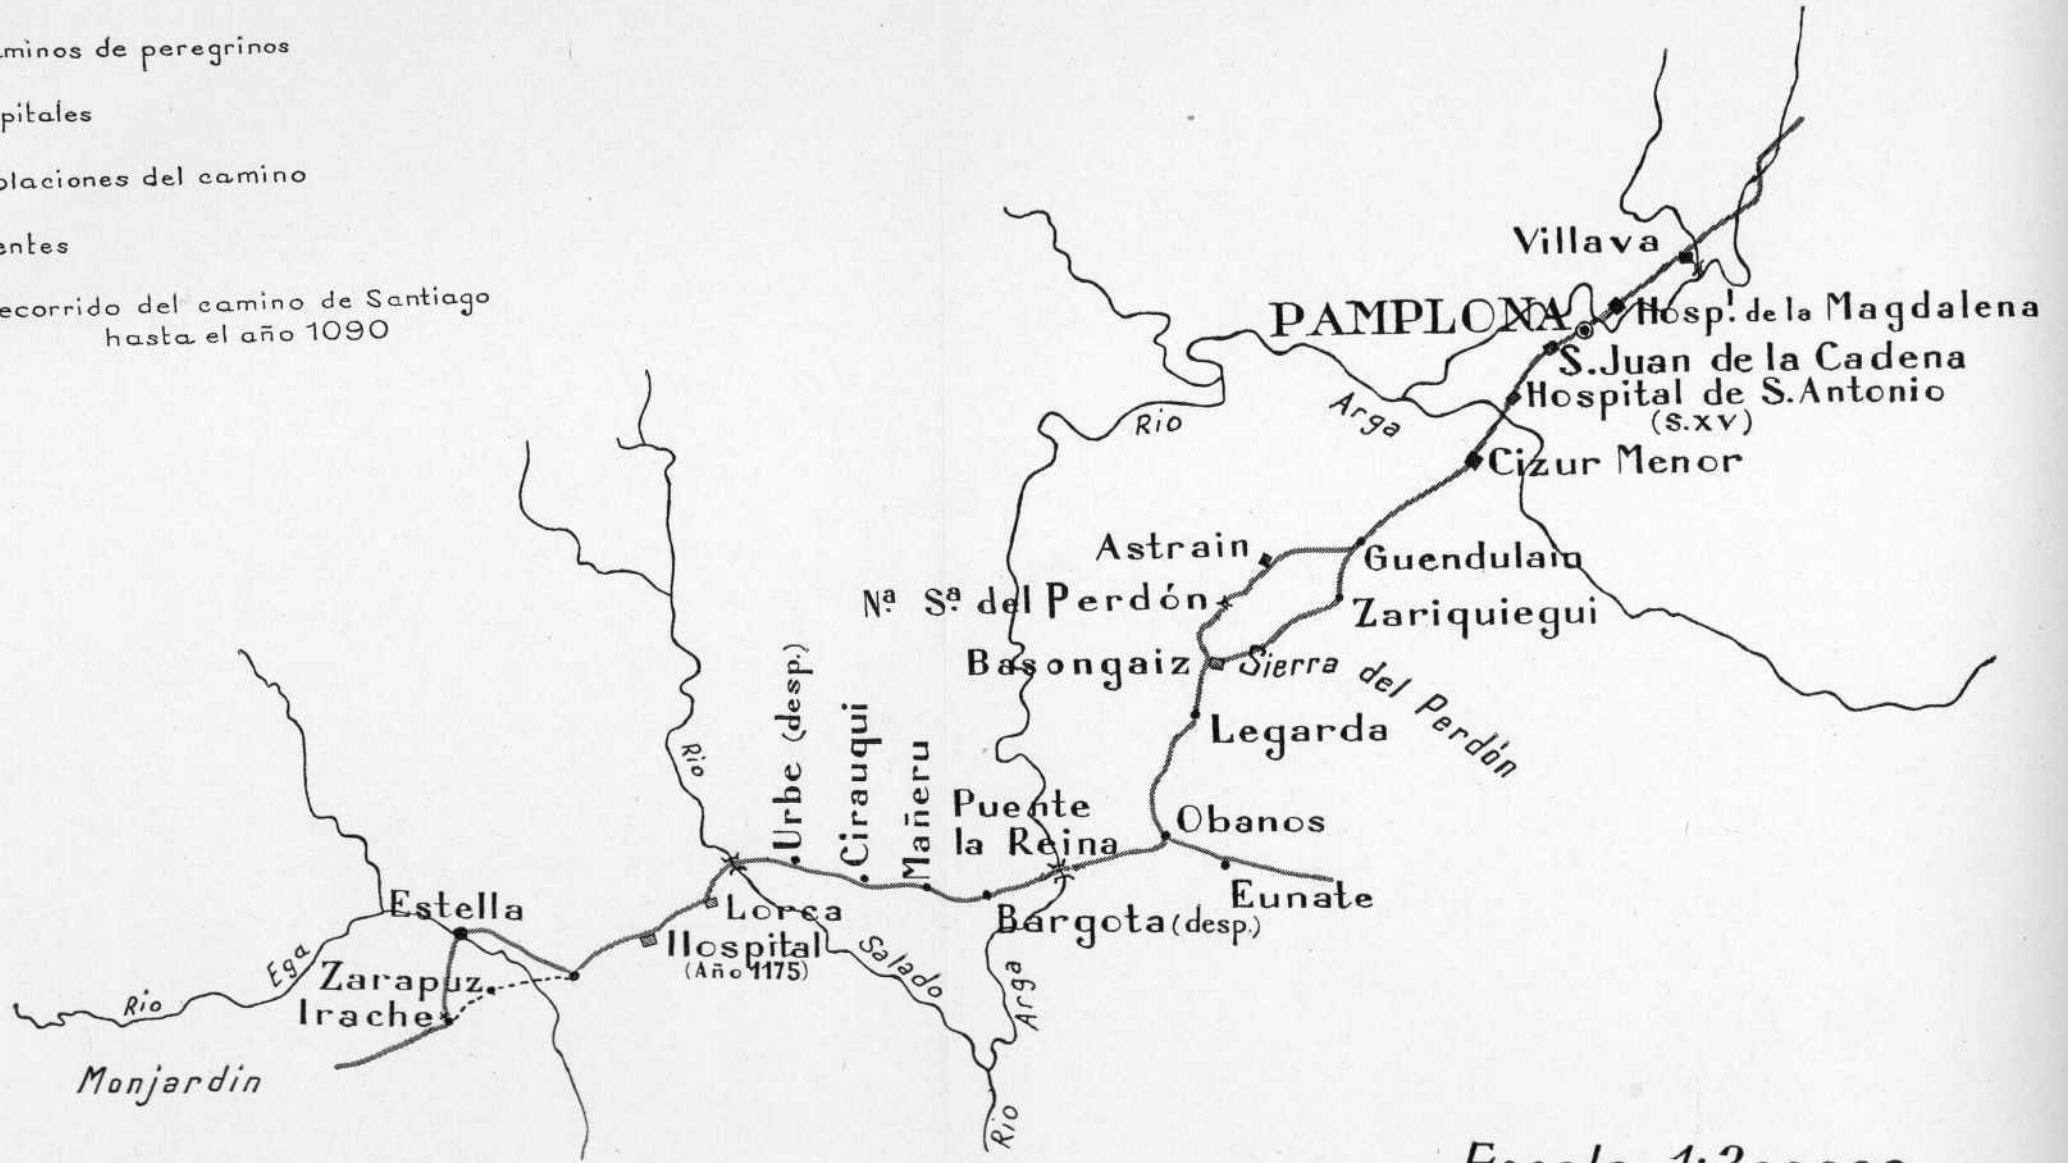 minos de peregrinos
pitales
laciones del camino
entes
ecorrido del camino de Santiago
hasta el año 1090
Villava
PAMPLONA
Hosp! de la Magdalena
S. Juan de la Cadena
Hospital de S. Antonio
(S. XV)
Rio
Arga
Cizur Menor
Astrain
Guendulain
Nª Sª del Perdón
Zariquiegui
Basongaiz
Sierra del Perdón
Legarda
Rio
Urbe (desp.)
Cirauqui
Mañeru
Puente
la Reina
Obanos
Eunate
Bargota (desp.)
Estella
Lorca
Hospital
(Año 1175)
Salado
Ega
Rio
Zarapuz
Irache
Arga
Monjardin
Rio